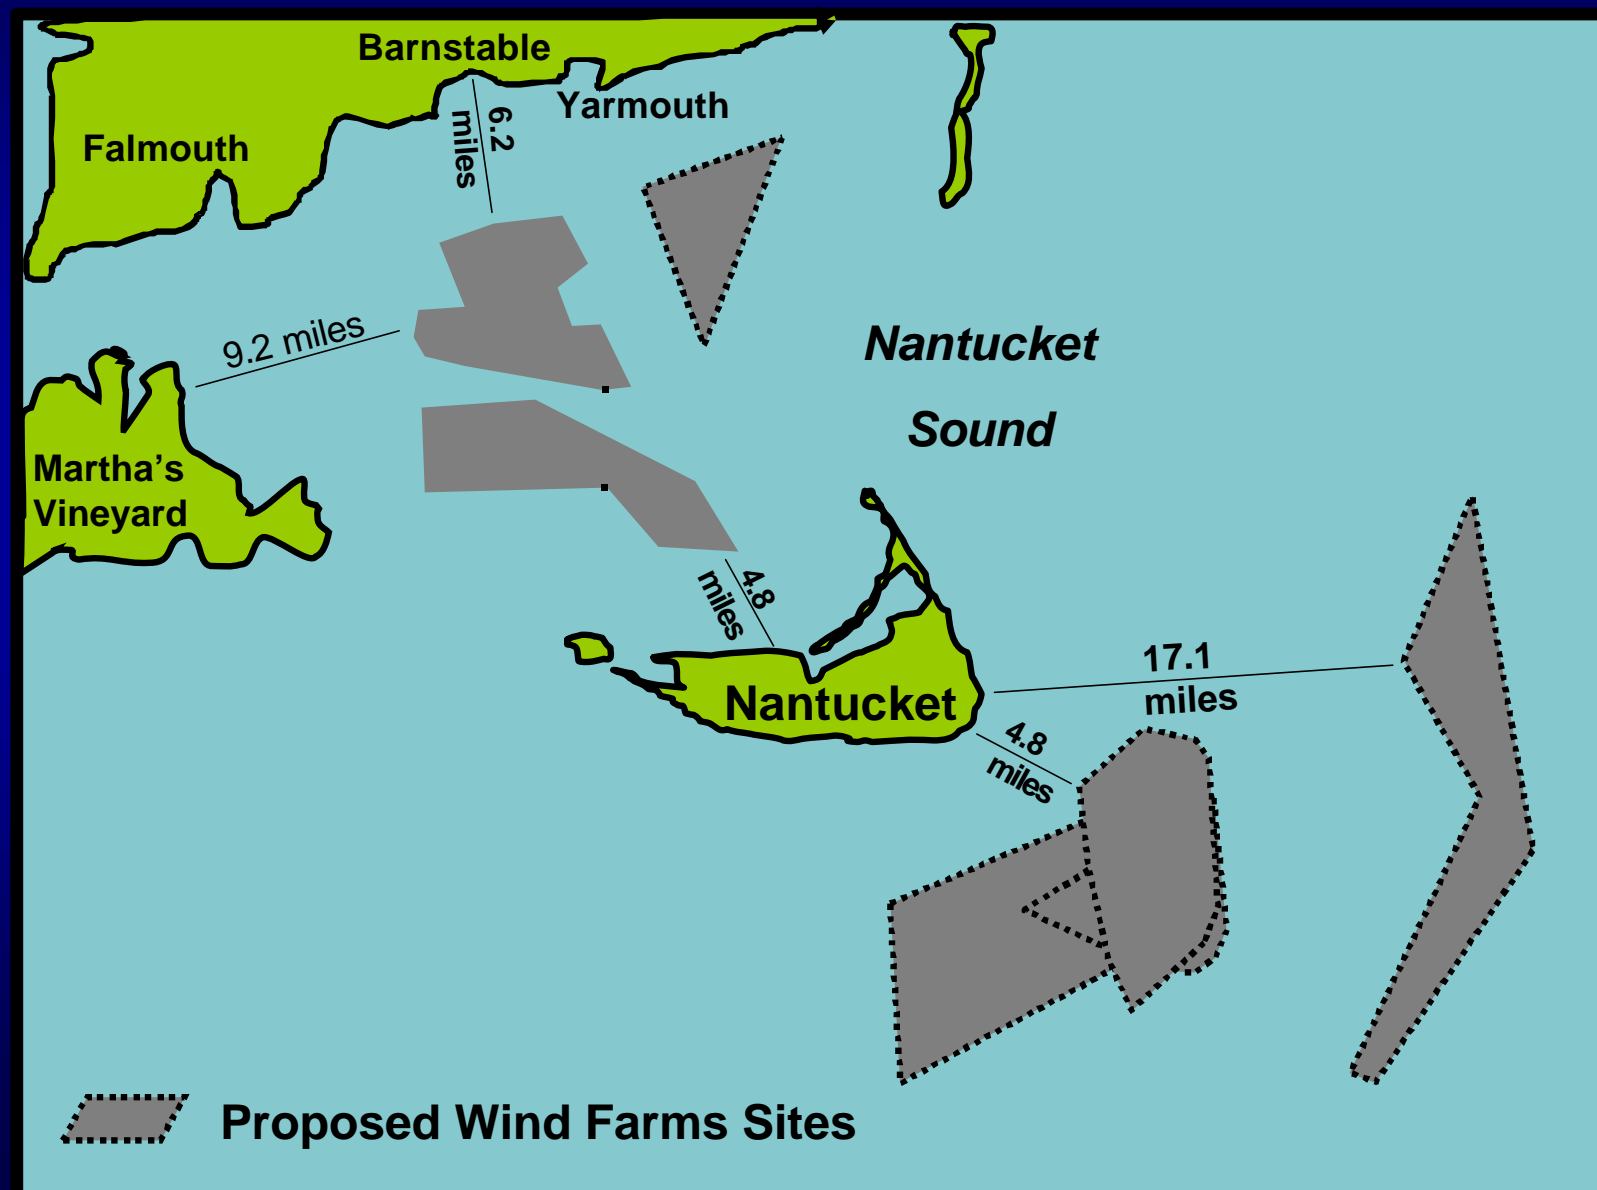 Barnstable
Yarmouth
6.2
miles
Falmouth
9.2 miles
Nantucket
Sound
Martha's
Vineyard
4.8
miles
17.1
miles
Nantucket
4.8
miles
Proposed Wind Farms Sites